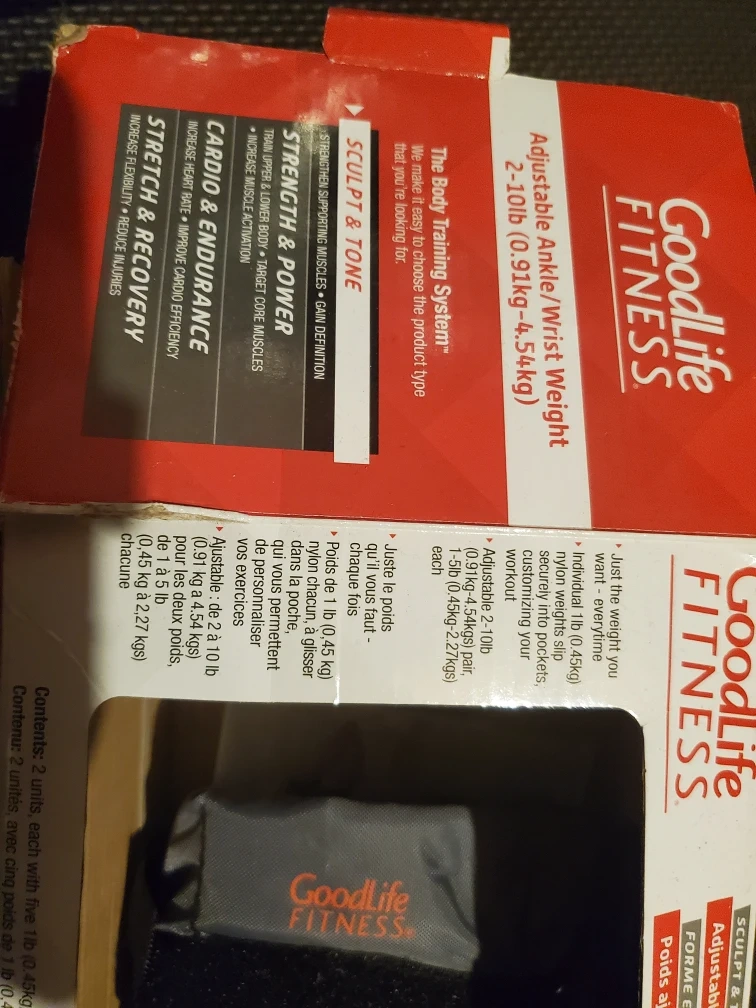 GoodLife
FITNESS®
Adjustable Ankle/Wrist Weight
2-10lb (0.91kg-4.54kg)
The Body Training System™
We make it easy to choose the product type
that you're looking for.
SCULPT & TONE
STRENGTHEN SUPPORTING MUSCLES • GAIN DEFINITION
STRENGTH & POWER
TRAIN UPPER & LOWER BODY • TARGET CORE MUSCLES
• INCREASE MUSCLE ACTIVATION
CARDIO & ENDURANCE
INCREASE HEART RATE • IMPROVE CARDIO EFFICIENCY
STRETCH & RECOVERY
INCREASE FLEXIBILITY • REDUCE INJURIES
GoodLife
FITNESS
Just the weight you
want - everytime
Individual 1lb (0.45kg)
nylon weights slip
securely into pockets,
customizing your
workout
Adjustable 2-10lb
(0.91kg-4.54kgs) pair,
1-5lb (0.45kg-2.27kgs)
each
Juste le poids
qu'il vous faut -
chaque fois
Poids de 1 lb (0,45 kg)
nylon chacun, à glisser
dans la poche,
qui vous permettent
de personnaliser
vos exercices
Ajustable : de 2 à 10 lb
(0.91 kg a 4.54 kgs)
pour les deux poids,
de 1 à 5 lb
(0,45 kg à 2,27 kgs)
chacune
SCULPT &
FORME E
Poids aj
GoodLife
FITNESS®
Contents: 2 units, each with five 1lb (0.45kg
Contenu: 2 unités, avec cinq poids de 1 lb (0,4